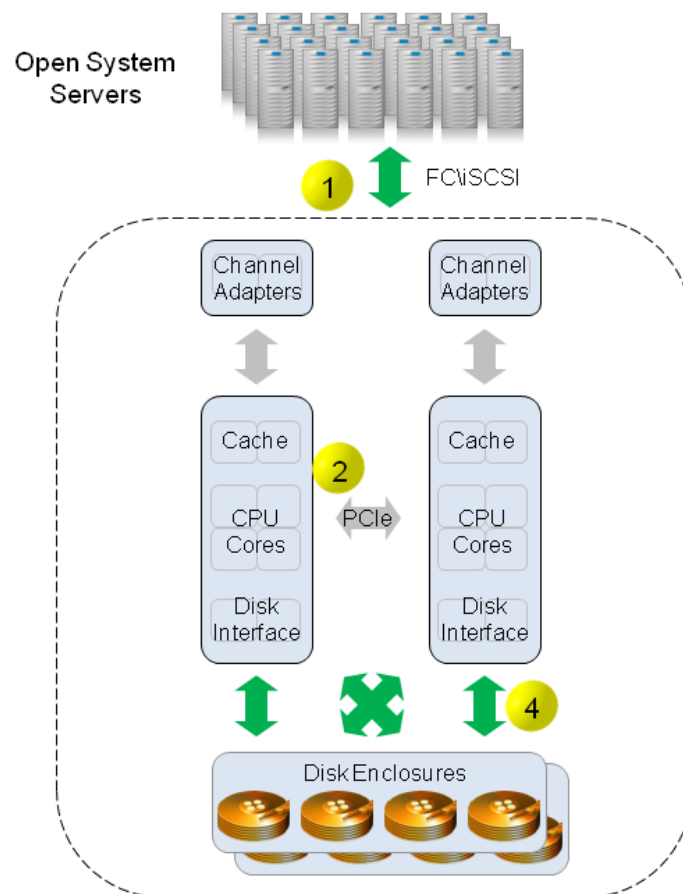 Open System
Servers
1
FC\iSCSI
Channel
Adapters
Channel
Adapters
Cache
Cache
2
CPU
Cores
PCIe
CPU
Cores
Disk
Interface
Disk
Interface
4
Disk Enclosures